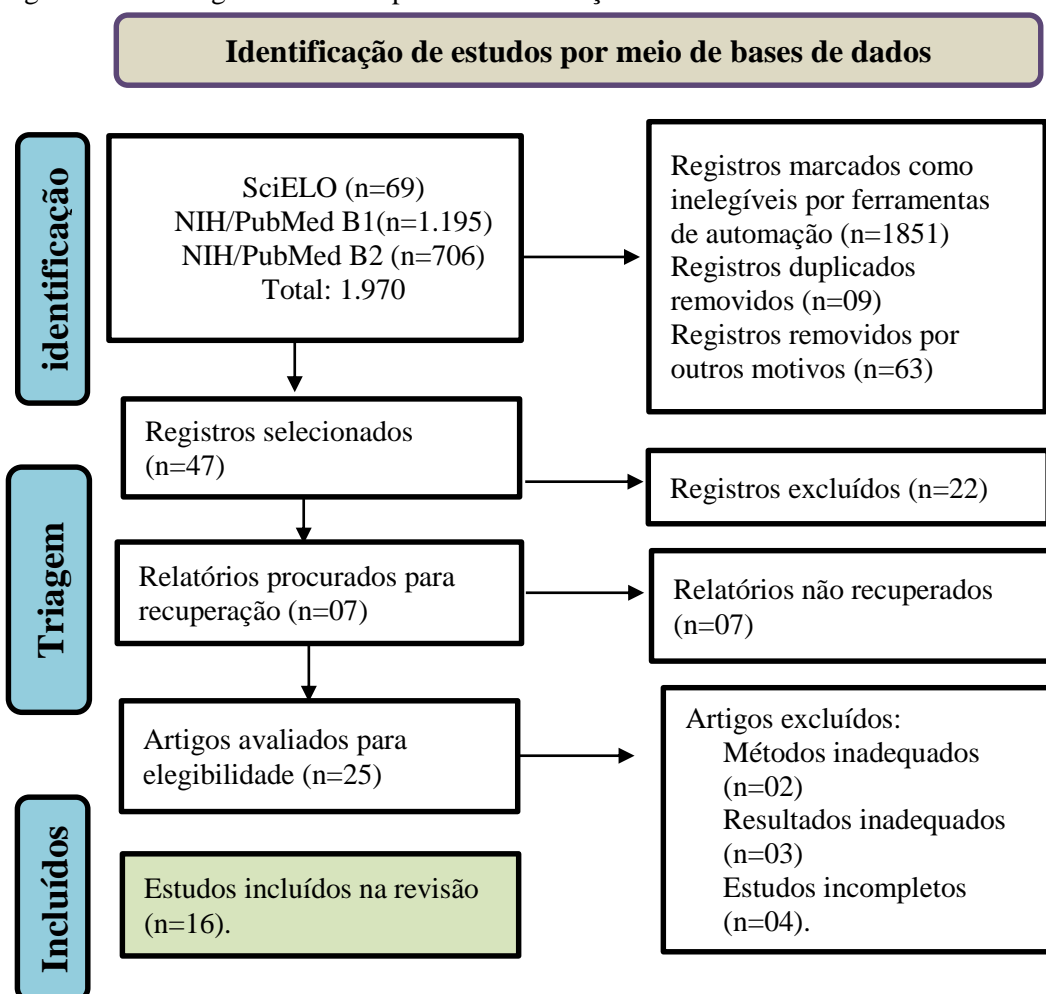 Identificação de estudos por meio de bases de dados
identificação
SciELO (n=69)
NIH/PubMed B1(n=1.195)
NIH/PubMed B2 (n=706)
Total: 1.970
Registros marcados como
inelegíveis por ferramentas
de automação (n=1851)
Registros duplicados
removidos (n=09)
Registros removidos por
outros motivos (n=63)
Triagem
Registros selecionados
(n=47)
Registros excluídos (n=22)
Relatórios procurados para
recuperação (n=07)
Relatórios não recuperados
(n=07)
Artigos avaliados para
elegibilidade (n=25)
Artigos excluídos:
Métodos inadequados
(n=02)
Resultados inadequados
(n=03)
Estudos incompletos
(n=04).
Incluídos
Estudos incluídos na revisão
(n=16).